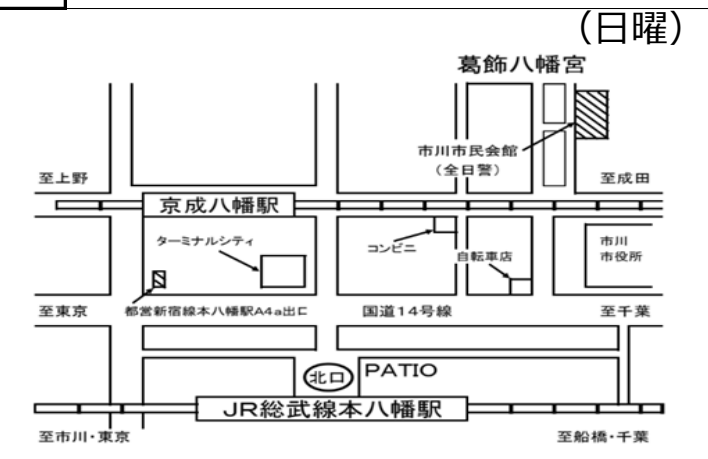 （日曜）
葛飾八幡宮
市川市民会館
（全日警）
至上野
至成田
京成八幡駅
ターミナルシティ
コンビニ
自転車店
市川
市役所
至東京
都営新宿線本八幡駅A4a出口
国道14号線
至千葉
北口
PATIO
JR総武線本八幡駅
至市川・東京
至船橋・千葉